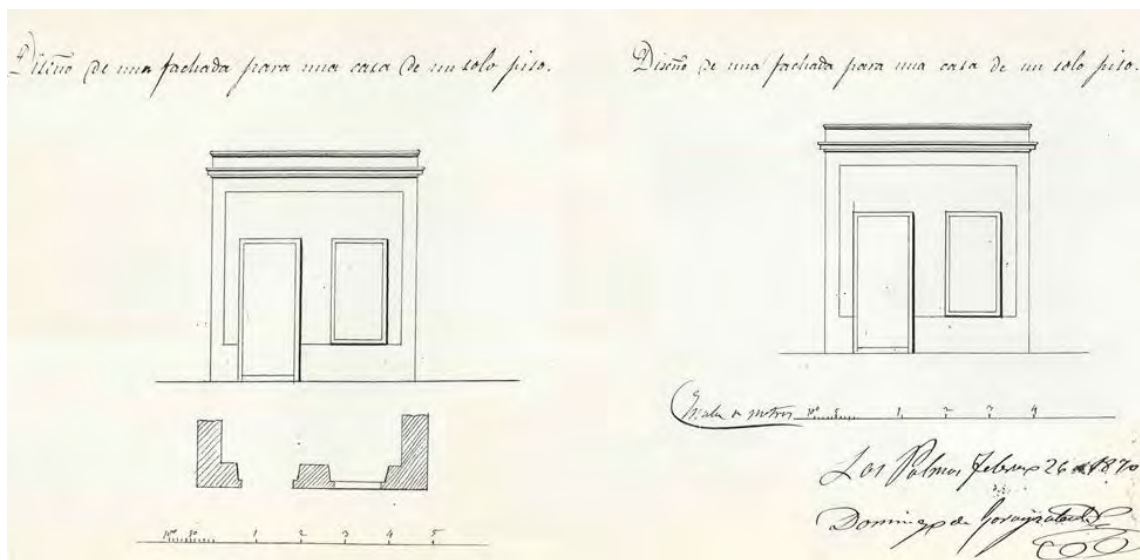 Diseño de una fachada para una casa de un solo piso.
1 2 3 4 5
Diseño de una fachada para una casa de un solo piso.
Escala de metros 1 2 3 4
Las Palmas febrero 26 de 1870
Domingo de